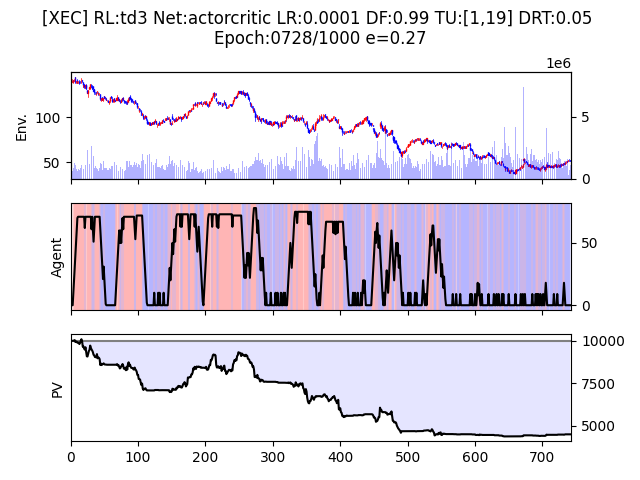 [XEC] RL:td3 Net:actorcritic LR:0.0001 DF:0.99 TU:[1,19] DRT:0.05
Epoch:0728/1000 e=0.27
1e6
Env.
100
50
5
0
Agent
50
0
PV
10000
7500
5000
0 100 200 300 400 500 600 700